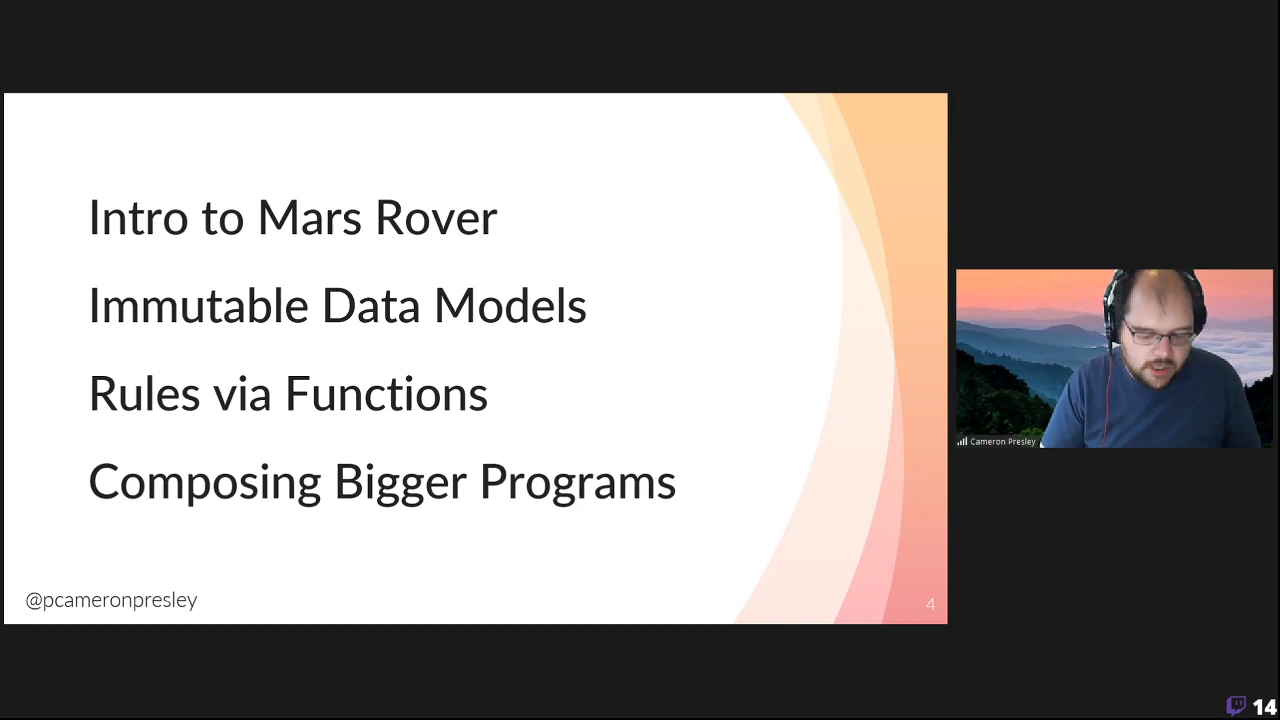 Intro to Mars Rover
Immutable Data Models
Rules via Functions
Composing Bigger Programs
@pcameronpresley
4
Cameron Presley
14